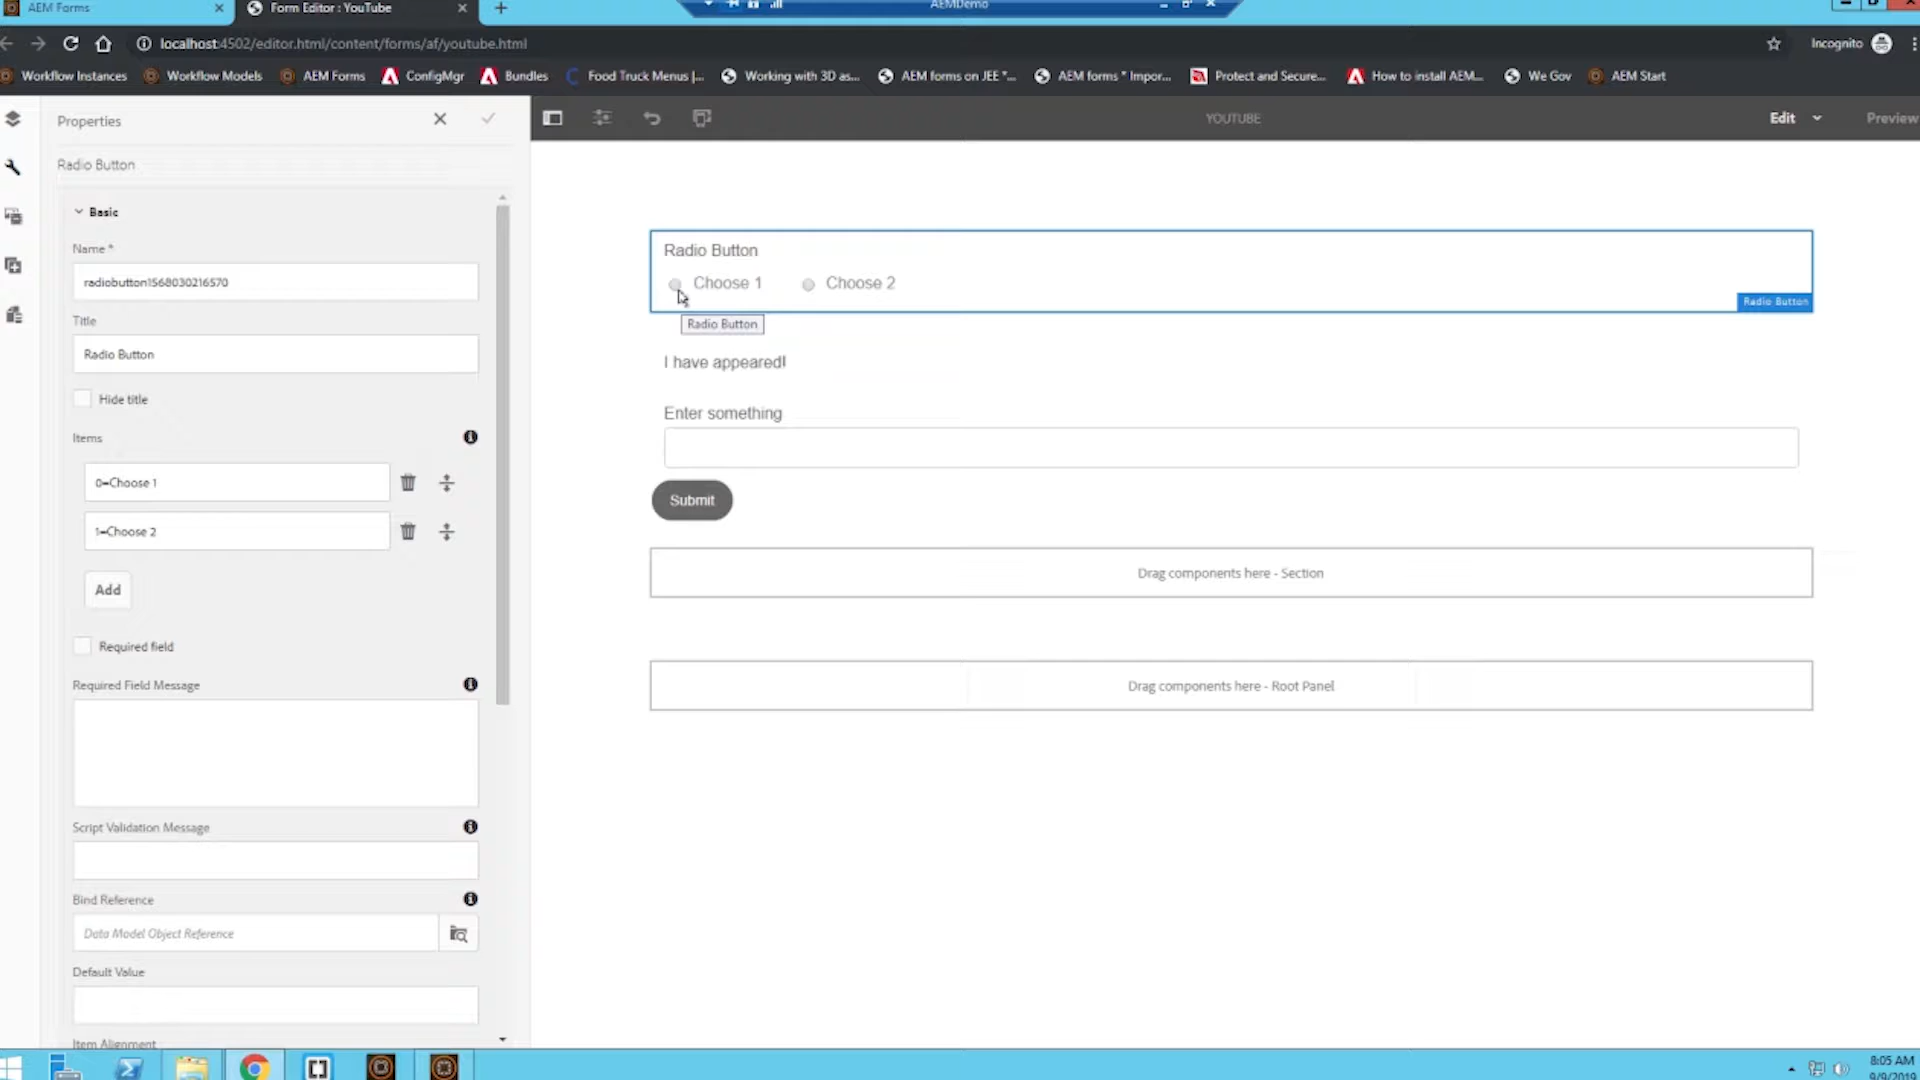 AEM Forms
Form Editor : YouTube
AEMDemo
localhost:4502/editor.html/content/forms/af/youtube.html
Incognito
Workflow Instances
Workflow Models
AEM Forms
ConfigMgr
Bundles
Food Truck Menus |...
Working with 3D as...
AEM forms on JEE "...
AEM forms * Impor...
Protect and Secure...
How to install AEM...
We Gov
AEM Start
Properties
YOUTUBE
Edit
Preview
Radio Button
Basic
Name *
radiobutton1568030216570
Title
Radio Button
Hide title
Items
0=Choose 1
1=Choose 2
Add
Required field
Required Field Message
Script Validation Message
Bind Reference
Data Model Object Reference
Default Value
Item Alignment
Radio Button
Choose 1
Choose 2
Radio Button
Radio Button
I have appeared!
Enter something
Submit
Drag components here - Section
Drag components here - Root Panel
8:05 AM
9/9/2019